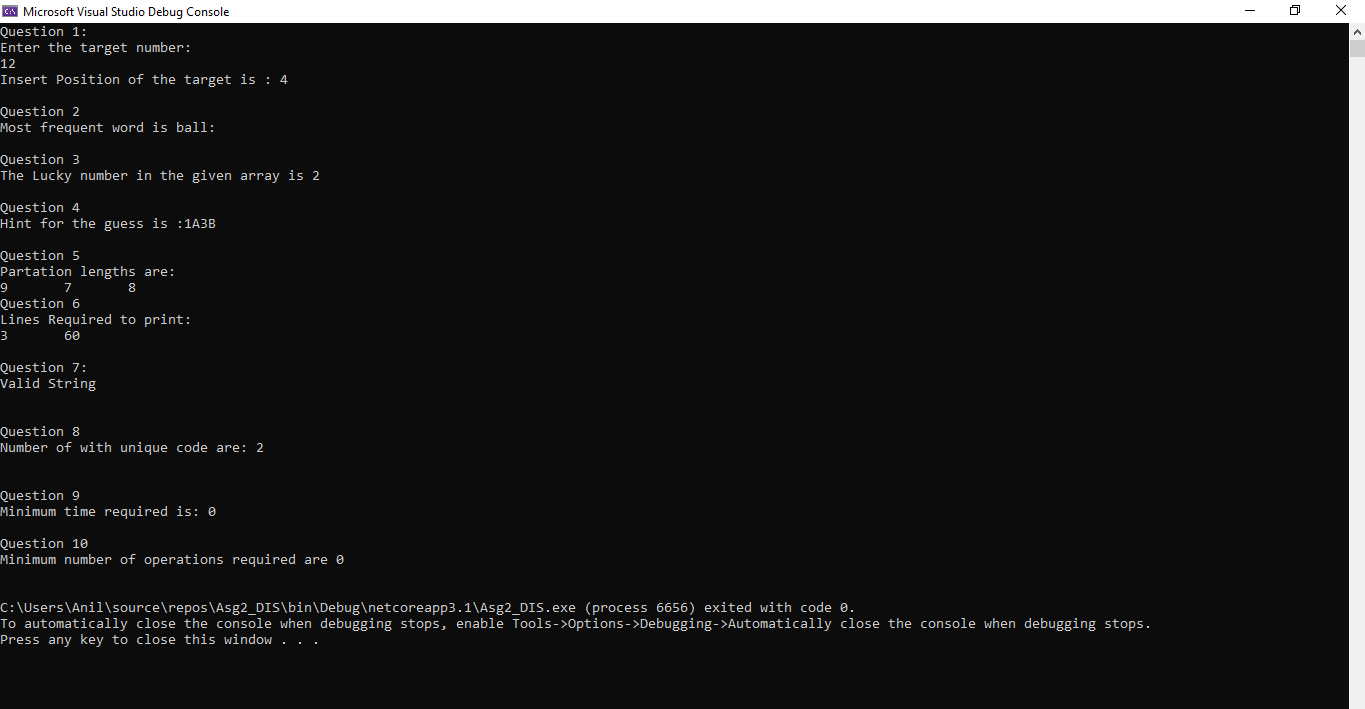 Microsoft Visual Studio Debug Console
Question 1:
Enter the target number:
12
Insert Position of the target is : 4
Question 2
Most frequent word is ball:
Question 3
The Lucky number in the given array is 2
Question 4
Hint for the guess is :1A3B
Question 5
Partation lengths are:
9 7 8
Question 6
Lines Required to print:
3 60
Question 7:
Valid String
Question 8
Number of with unique code are: 2
Question 9
Minimum time required is: 0
Question 10
Minimum number of operations required are 0
C:\Users\Anil\source\repos\Asg2_DIS\bin\Debug\netcoreapp3.1\Asg2_DIS.exe (process 6656) exited with code 0.
To automatically close the console when debugging stops, enable Tools->Options->Debugging->Automatically close the console when debugging stops.
Press any key to close this window . . .